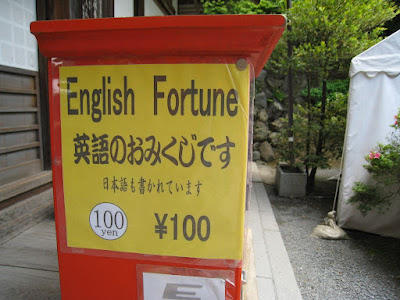 English Fortune
英語のおみくじです
日本語も書かれています
100
yen
¥100